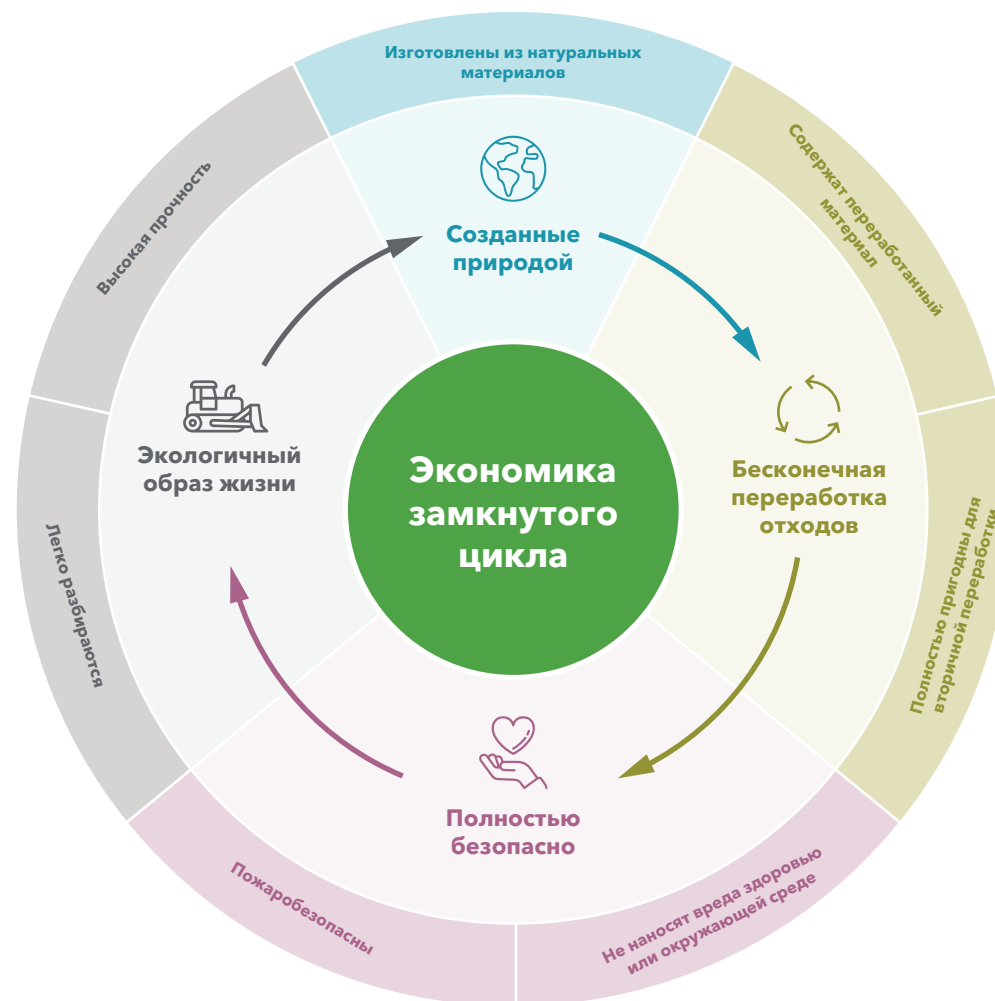 Изготовлены из натуральных
материалов
Созданные
природой
Содержат переработанный
материал
Бесконечная
переработка
отходов
Полностью пригодны для
вторичной переработки
Не наносят вреда здоровью
или окружающей среде
Полностью
безопасно
Пожаробезопасны
Легко разбираются
Экологичный
образ жизни
Высокая прочность
Экономика
замкнутого
цикла